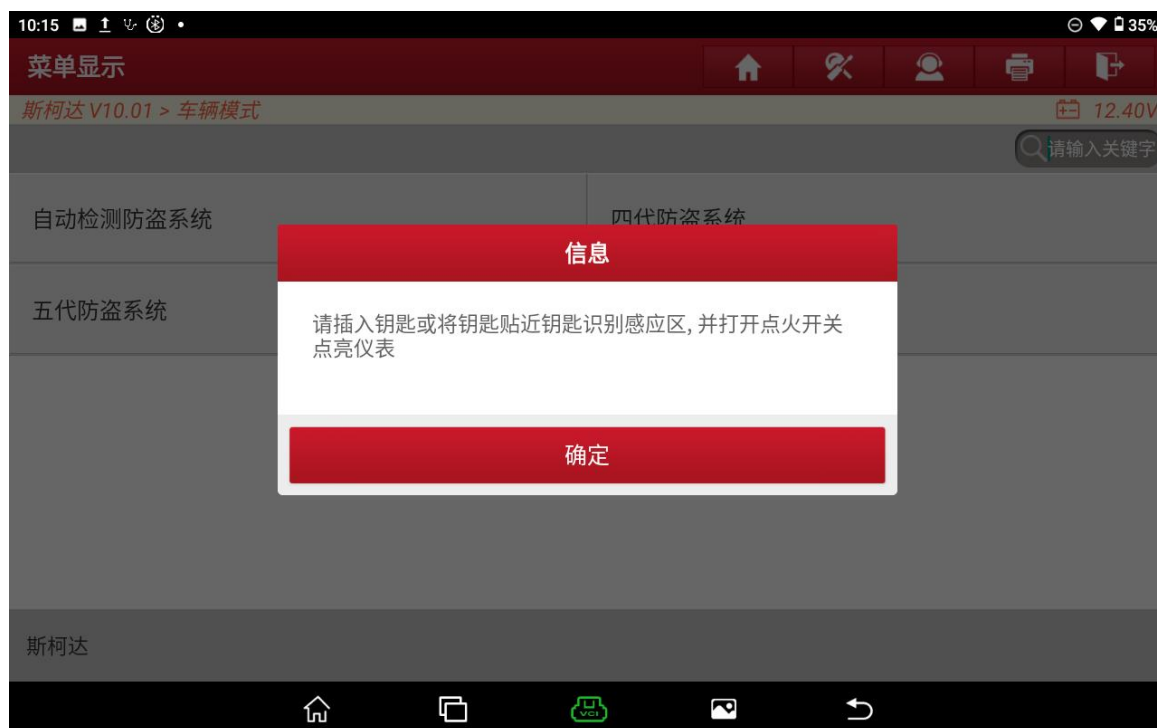 10:15
35%
菜单显示
斯柯达 V10.01 > 车辆模式
12.40V
请输入关键字
自动检测防盗系统
四代防盗系统
信息
五代防盗系统
请插入钥匙或将钥匙贴近钥匙识别感应区, 并打开点火开关
点亮仪表
确定
斯柯达
VCI